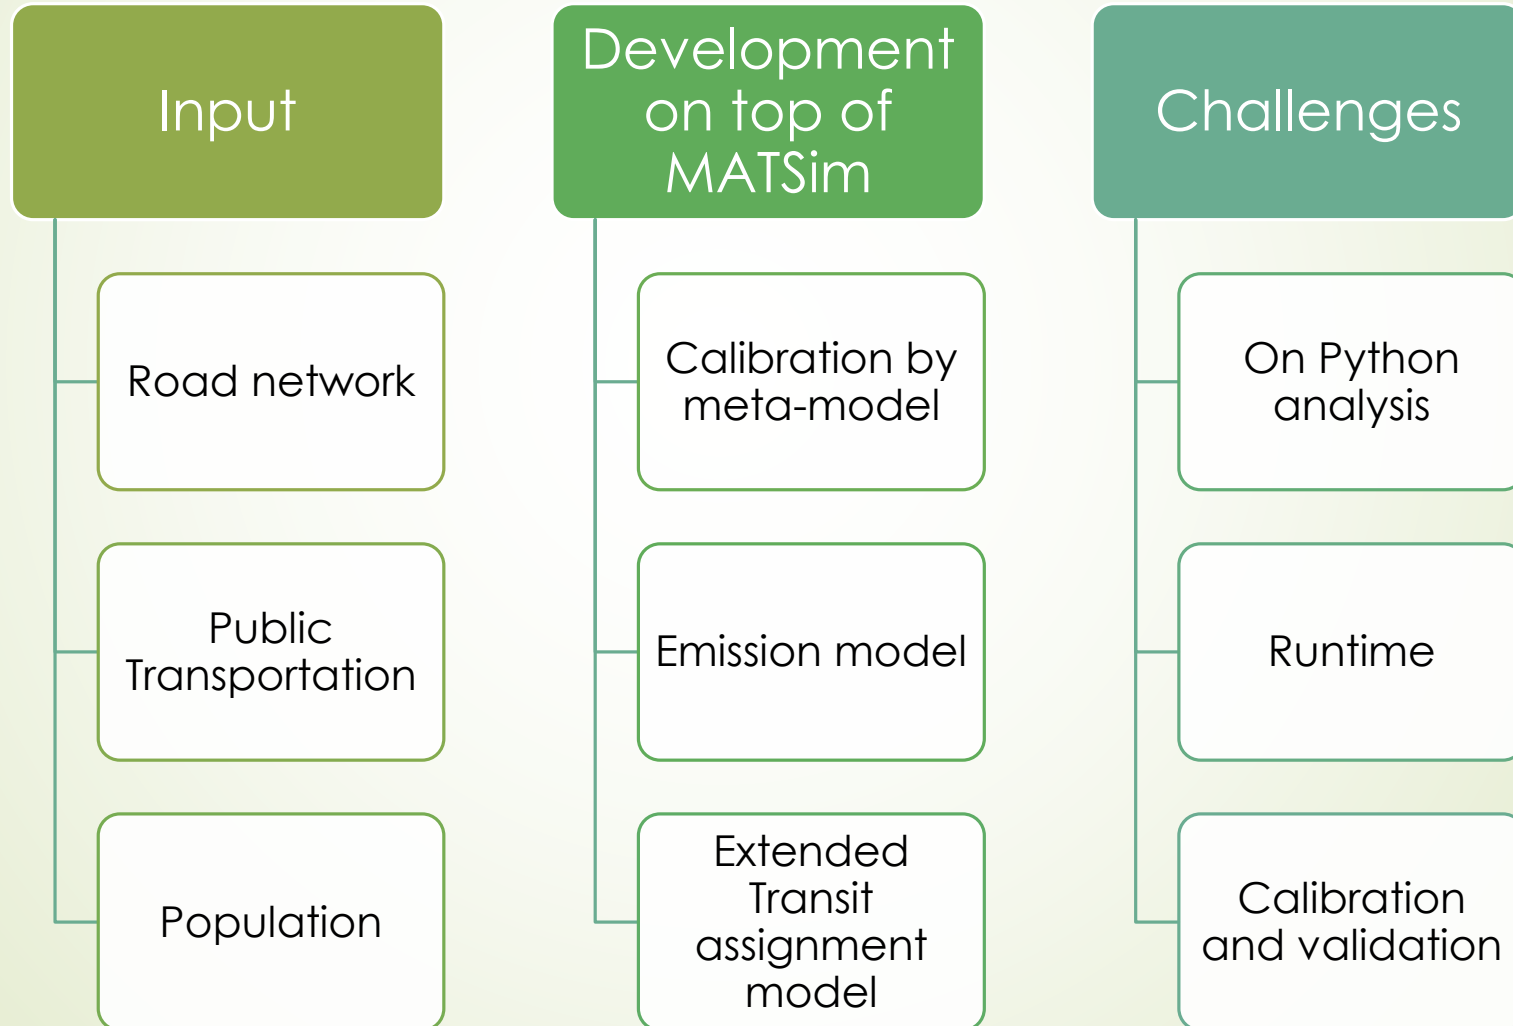 Input
Road network
Public
Transportation
Population
Development
on top of
MATSim
Calibration by
meta-model
Emission model
Extended
Transit
assignment
model
Challenges
On Python
analysis
Runtime
Calibration
and validation